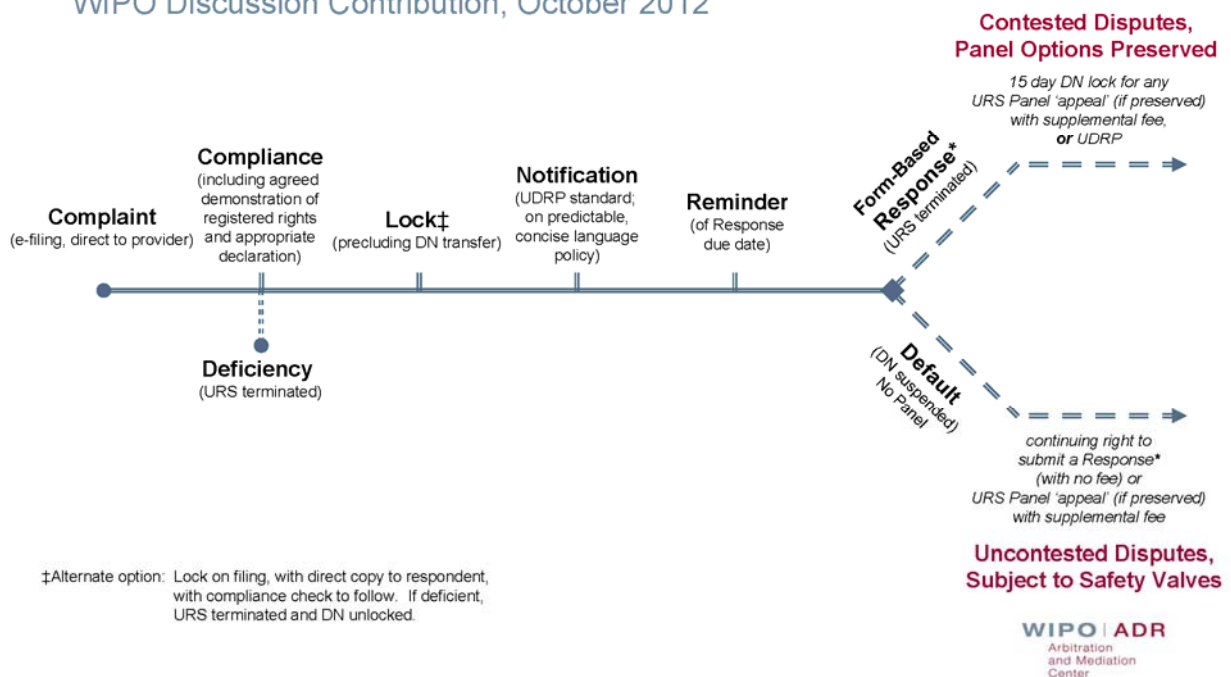 WIPO Discussion Contribution, October 2012
Contested Disputes,
Panel Options Preserved
15 day DN lock for any
URS Panel 'appeal' (if preserved)
with supplemental fee,
or UDRP
Complaint
(e-filing, direct to provider)
Compliance
(including agreed
demonstration of
registered rights
and appropriate
declaration)
Lock‡
(precluding DN transfer)
Notification
(UDRP standard;
on predictable,
concise language
policy)
Reminder
(of Response
due date)
Form-Based
Response*
(URS terminated)
Deficiency
(URS terminated)
Default
(DN suspended)
No Panel
continuing right to
submit a Response*
(with no fee) or
URS Panel 'appeal' (if preserved)
with supplemental fee
Uncontested Disputes,
Subject to Safety Valves
‡Alternate option: Lock on filing, with direct copy to respondent,
with compliance check to follow. If deficient,
URS terminated and DN unlocked.
WIPO | ADR
Arbitration
and Mediation
Center